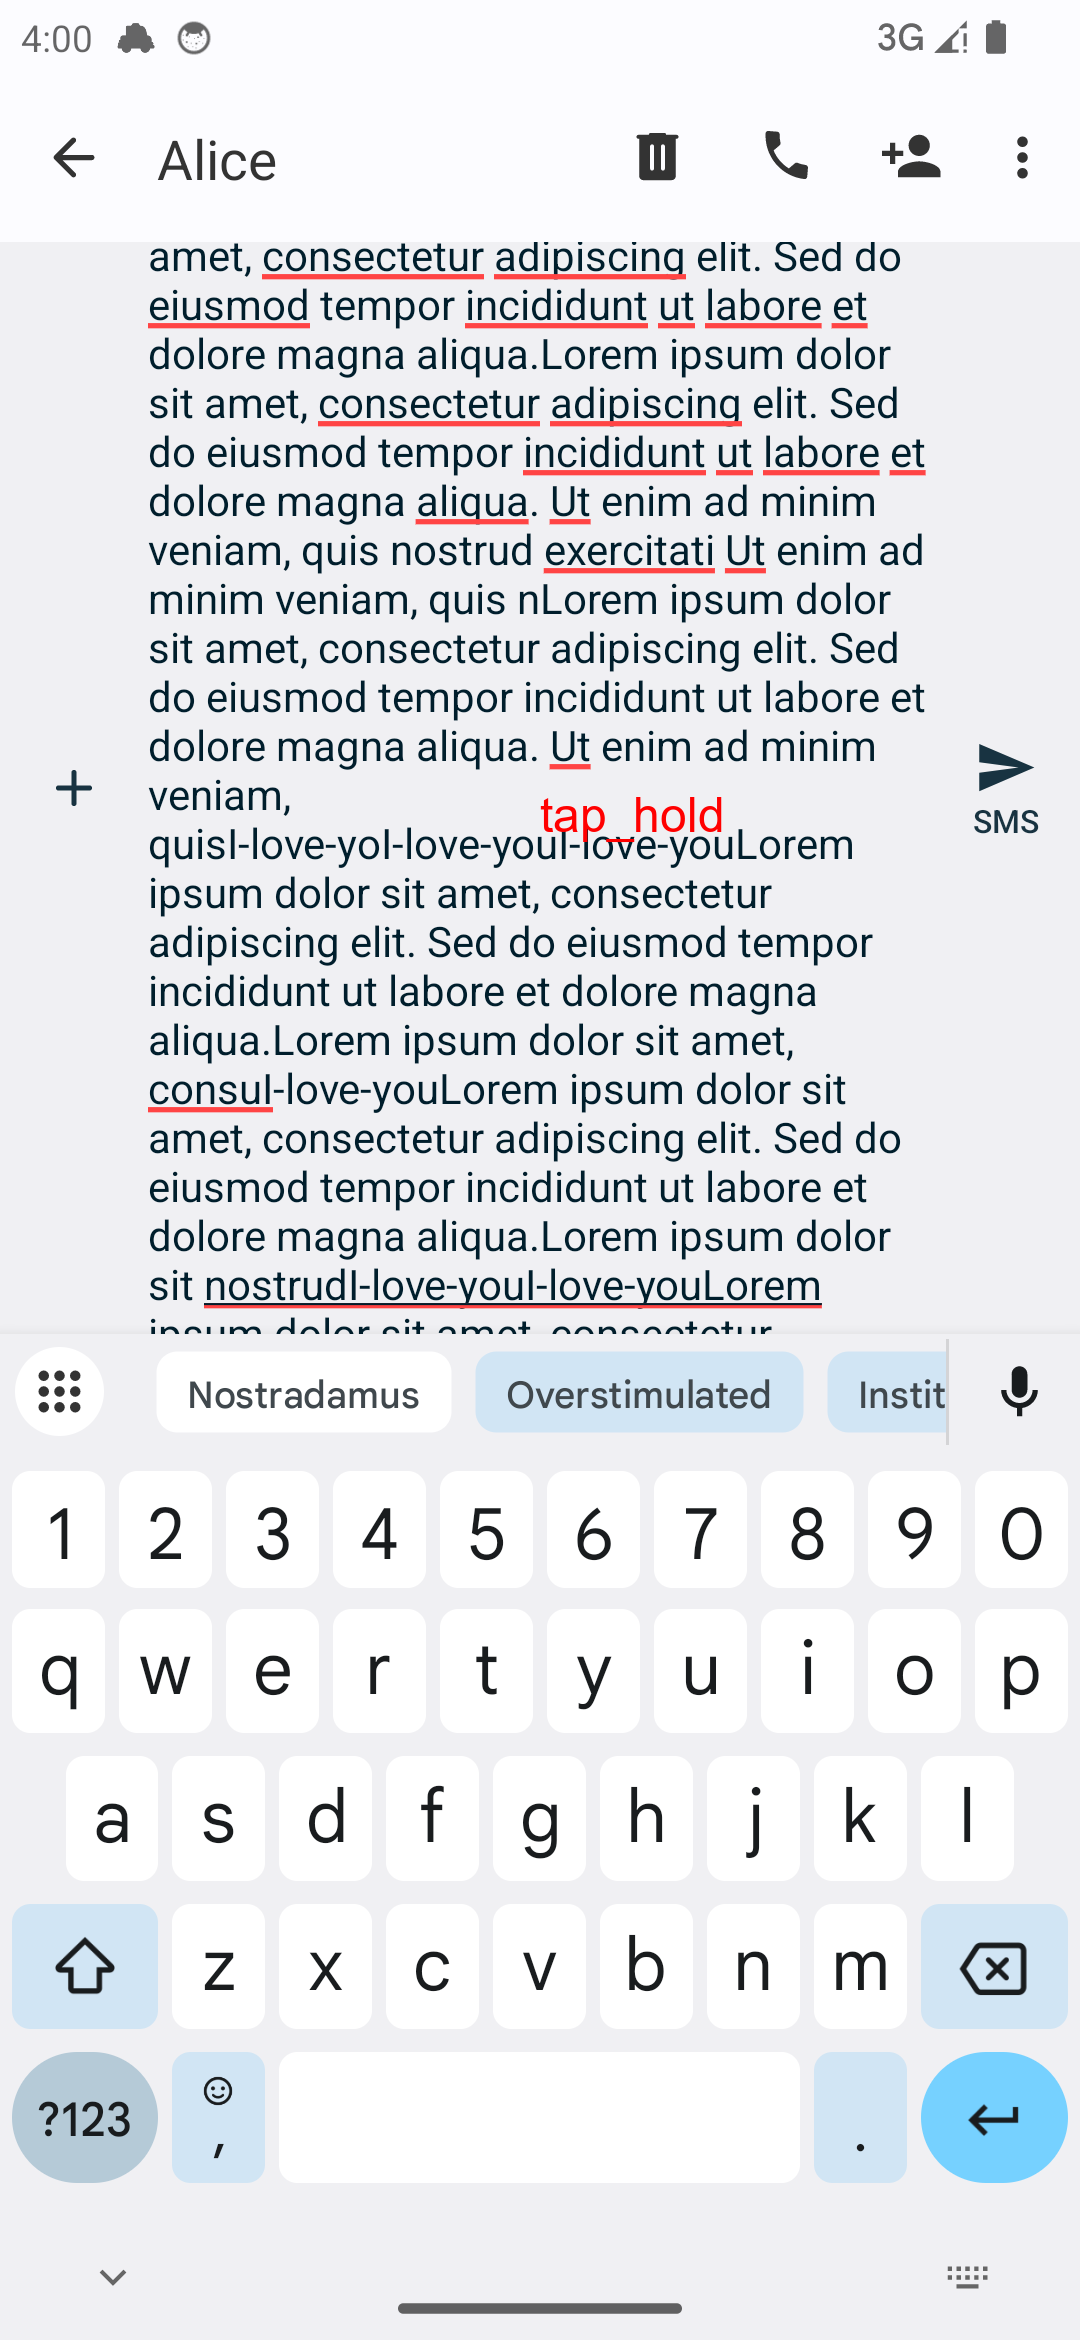 4:00
3G
Alice
amet, consectetur adipiscing elit. Sed do
eiusmod tempor incididunt ut labore et
dolore magna aliqua.Lorem ipsum dolor
sit amet, consectetur adipiscing elit. Sed
do eiusmod tempor incididunt ut labore et
dolore magna aliqua. Ut enim ad minim
veniam, quis nostrud exercitati Ut enim ad
minim veniam, quis nLorem ipsum dolor
sit amet, consectetur adipiscing elit. Sed
do eiusmod tempor incididunt ut labore et
dolore magna aliqua. Ut enim ad minim
veniam,
tap_hold
quisI-love-yoI-love-youI-love-youLorem
ipsum dolor sit amet, consectetur
adipiscing elit. Sed do eiusmod tempor
incididunt ut labore et dolore magna
aliqua.Lorem ipsum dolor sit amet,
consuI-love-youLorem ipsum dolor sit
amet, consectetur adipiscing elit. Sed do
eiusmod tempor incididunt ut labore et
dolore magna aliqua.Lorem ipsum dolor
sit nostrudI-love-youI-love-youLorem
ipsum dolor sit amet, consectetur
SMS
Nostradamus Overstimulated Instit
1 2 3 4 5 6 7 8 9 0
q w e r t y u i o p
a s d f g h j k l
z x c v b n m
?123 , .